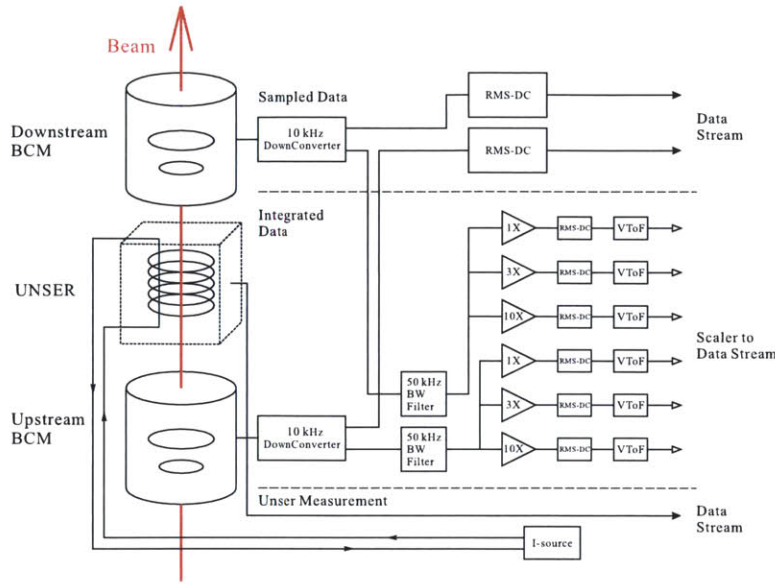 Beam
Downstream
BCM
Sampled Data
10 kHz
DownConverter
RMS-DC
RMS-DC
Data
Stream
Integrated
Data
UNSER
1X
RMS-DC
VToF
3X
RMS-DC
VToF
10X
RMS-DC
VToF
1X
RMS-DC
VToF
3X
RMS-DC
VToF
10X
RMS-DC
VToF
Scaler to
Data Stream
50 kHz
BW
Filter
50 kHz
BW
Filter
Upstream
BCM
10 kHz
DownConverter
Unser Measurement
Data
Stream
I-source